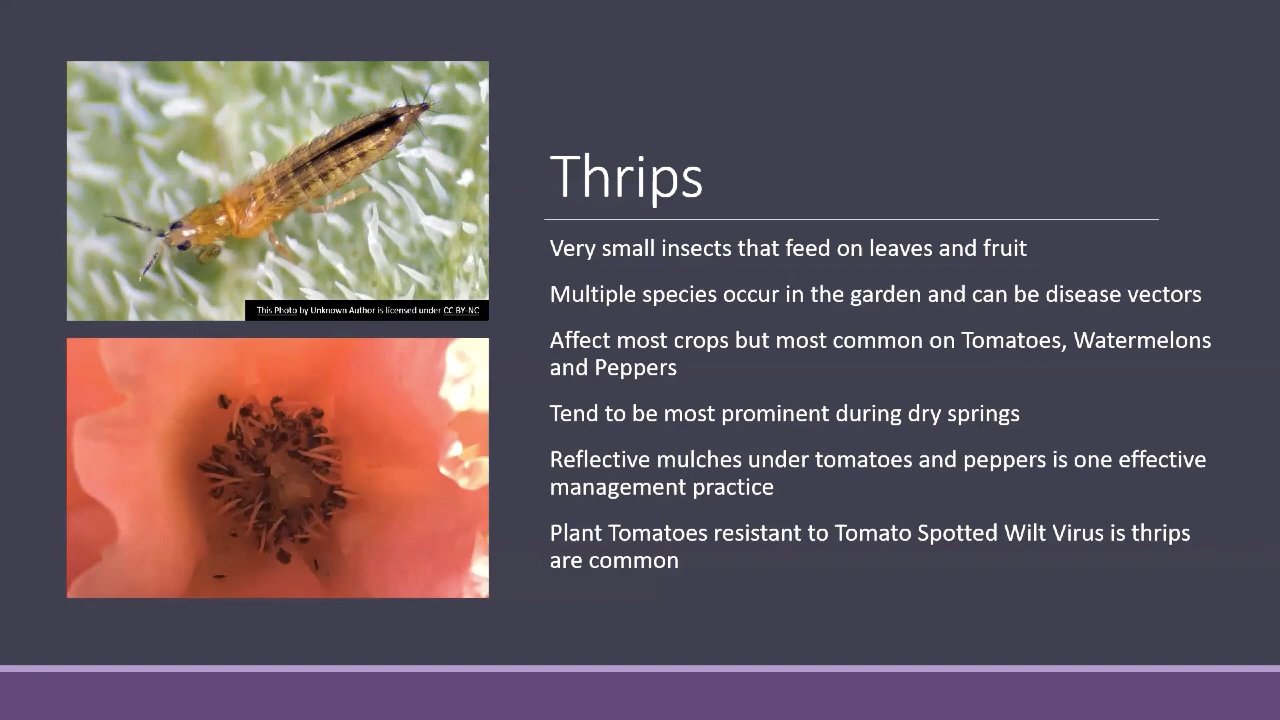 This Photo by Unknown Author is licensed under CC BY-NC
Thrips
Very small insects that feed on leaves and fruit
Multiple species occur in the garden and can be disease vectors
Affect most crops but most common on Tomatoes, Watermelons
and Peppers
Tend to be most prominent during dry springs
Reflective mulches under tomatoes and peppers is one effective
management practice
Plant Tomatoes resistant to Tomato Spotted Wilt Virus is thrips
are common